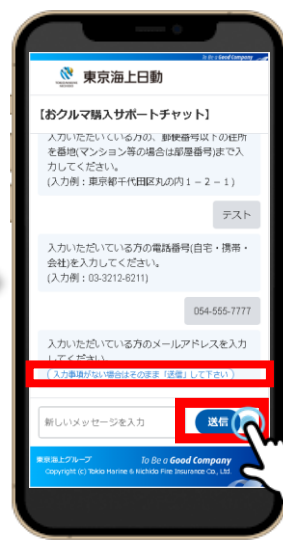 To Be a Good Company
東京海上日動
【おクルマ購入サポートチャット】
入力いただいている方の、郵便番号以下の住所
を番地(マンション等の場合は部屋番号)まで入
力してください。
(入力例：東京都千代田区丸の内１－２－１)
テスト
入力いただいている方の電話番号(自宅・携帯・
会社)を入力してください。
(入力例：03-3212-6211)
054-555-7777
入力いただいている方のメールアドレスを入力
してください。
(入力事項がない場合はそのまま「送信」して下さい)
新しいメッセージを入力
送信
東京海上グループ
To Be a Good Company
Copyright (c) Tokio Marine & Nichido Fire Insurance Co., Ltd.